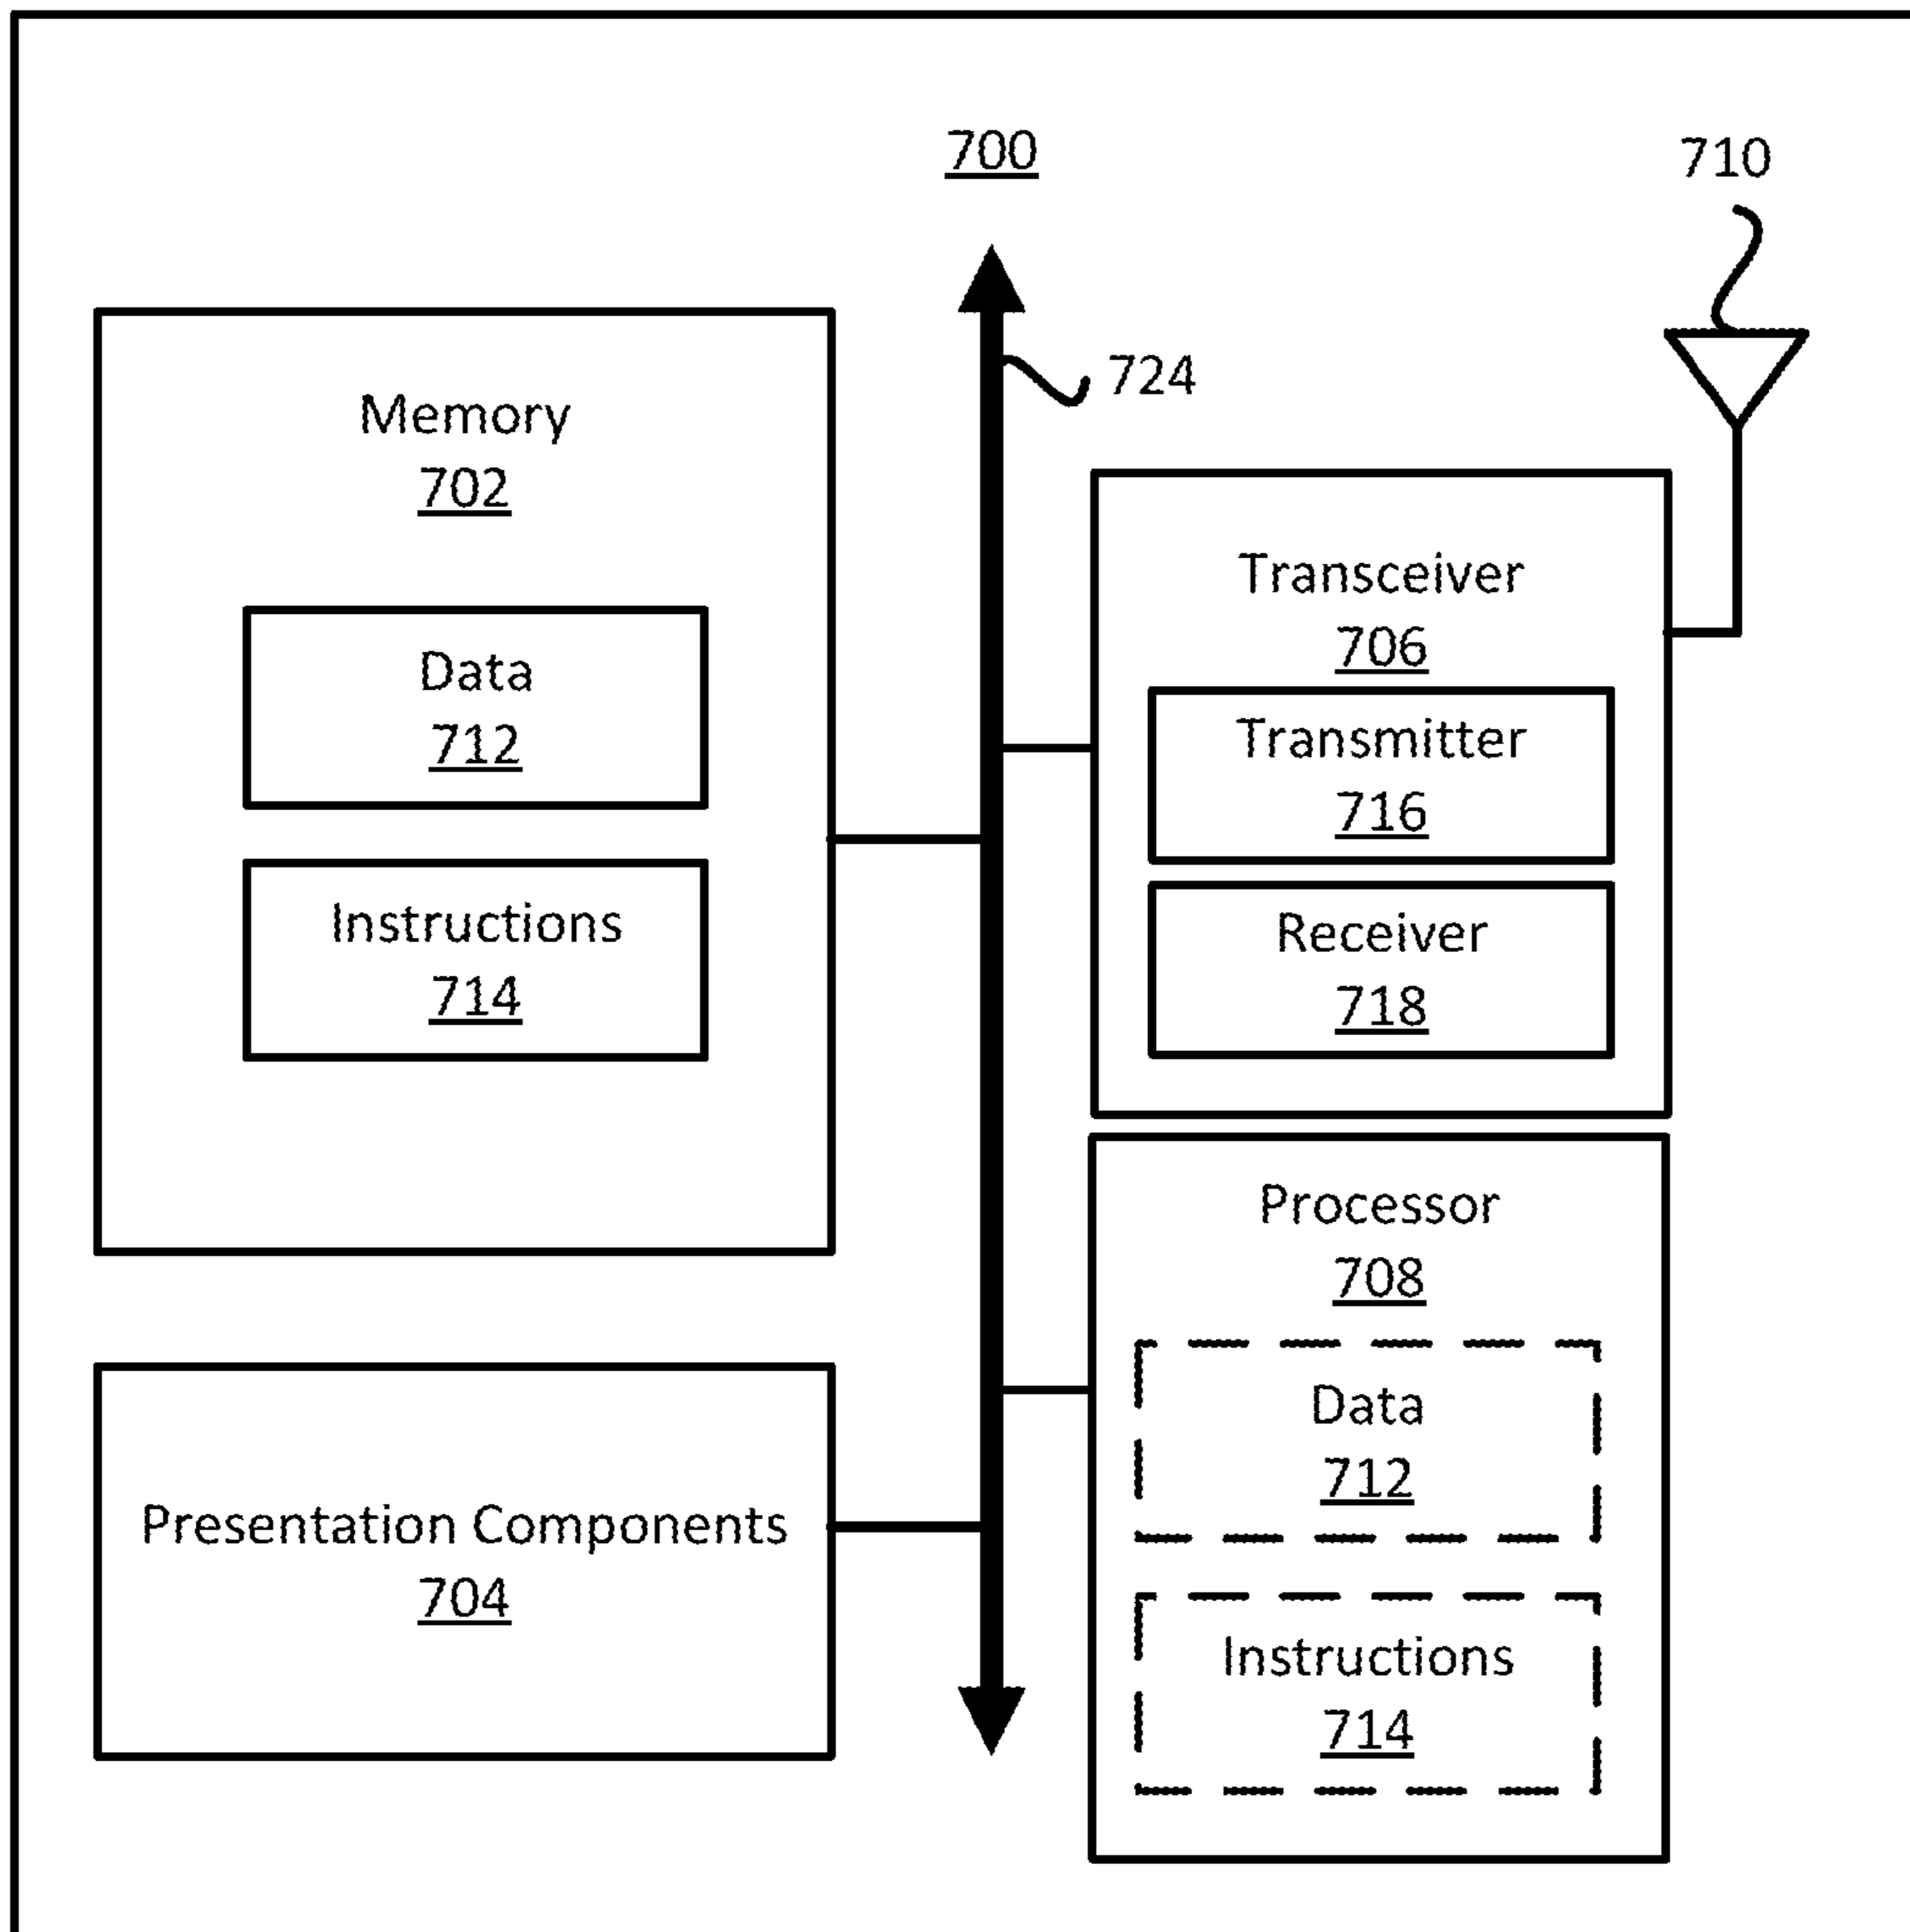 700
710
724
Memory
702
Data
712
Instructions
714
Transceiver
706
Transmitter
716
Receiver
718
Processor
708
Data
712
Instructions
714
Presentation Components
704